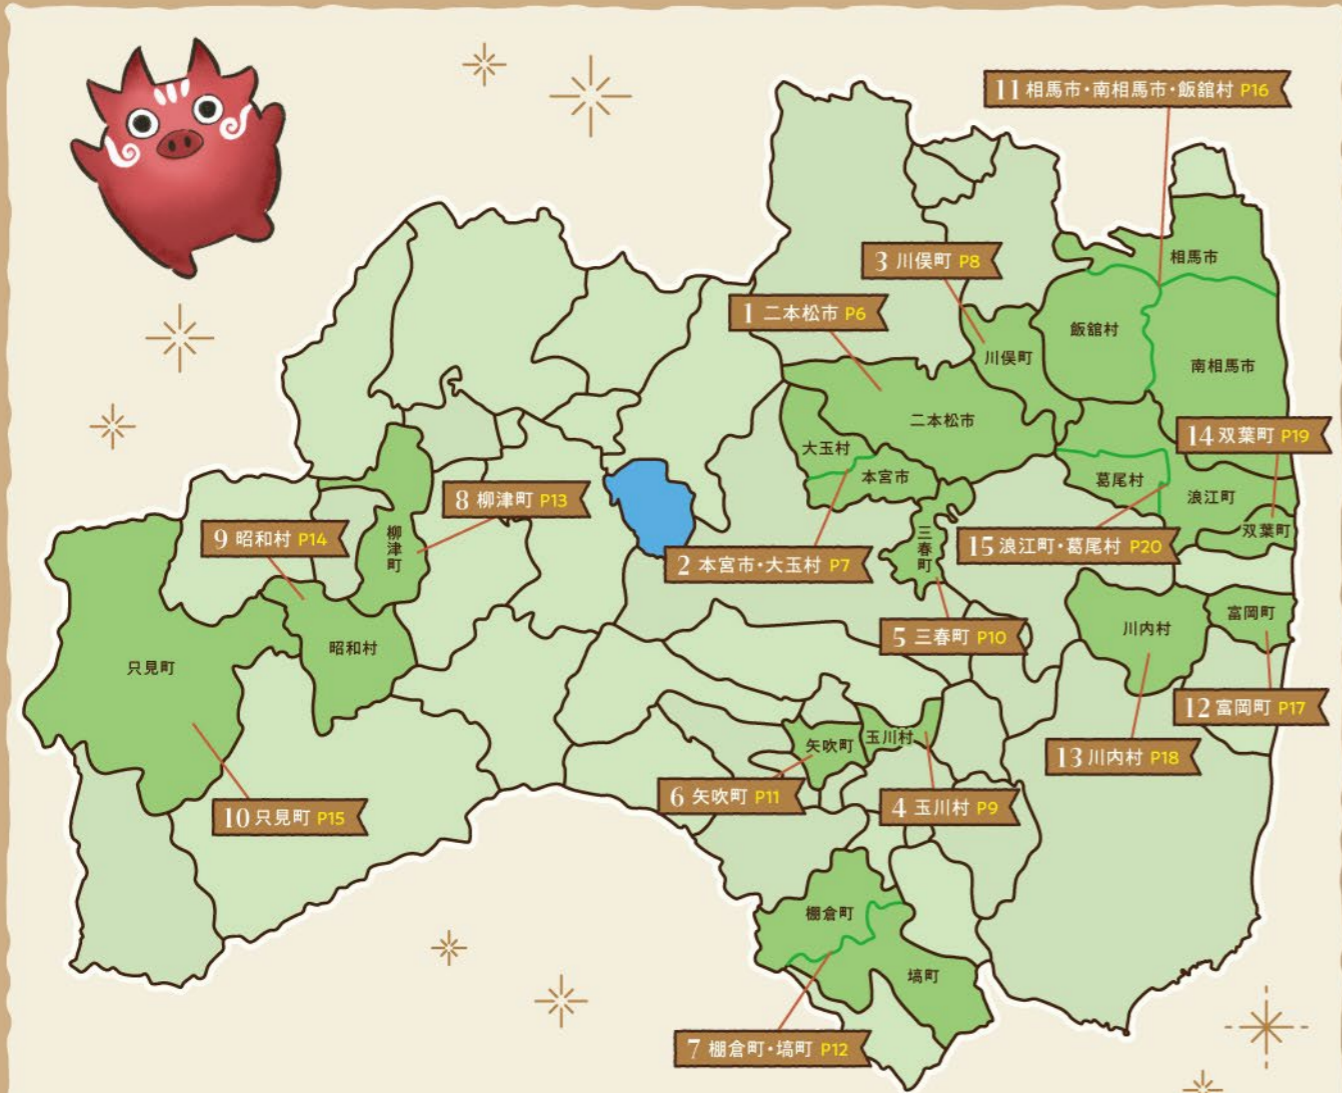 11 相馬市・南相馬市・飯舘村 P16
相馬市
3 川俣町 P8
1 二本松市 P6
飯舘村
川俣町
南相馬市
二本松市
14 双葉町 P19
大玉村
本宮市
葛尾村
浪江町
双葉町
8 柳津町 P13
9 昭和村 P14
柳津町
三春町
15 浪江町・葛尾村 P20
2 本宮市・大玉村 P7
富岡町
川内村
5 三春町 P10
昭和村
只見町
12 富岡町 P17
矢吹町
玉川村
13 川内村 P18
6 矢吹町 P11
4 玉川村 P9
10 只見町 P15
棚倉町
塙町
7 棚倉町・塙町 P12